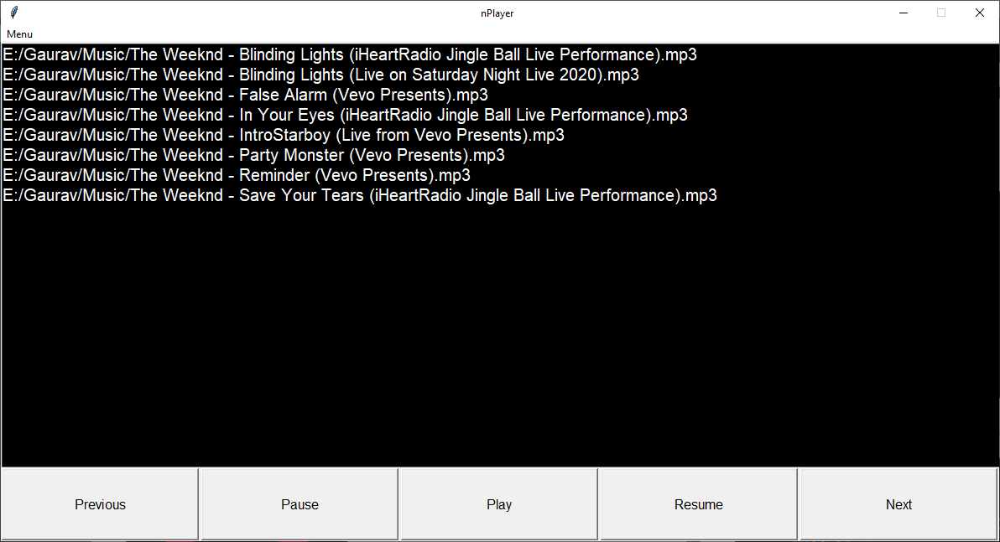 nPlayer
Menu
E:/Gaurav/Music/The Weeknd - Blinding Lights (iHeartRadio Jingle Ball Live Performance).mp3
E:/Gaurav/Music/The Weeknd - Blinding Lights (Live on Saturday Night Live 2020).mp3
E:/Gaurav/Music/The Weeknd - False Alarm (Vevo Presents).mp3
E:/Gaurav/Music/The Weeknd - In Your Eyes (iHeartRadio Jingle Ball Live Performance).mp3
E:/Gaurav/Music/The Weeknd - IntroStarboy (Live from Vevo Presents).mp3
E:/Gaurav/Music/The Weeknd - Party Monster (Vevo Presents).mp3
E:/Gaurav/Music/The Weeknd - Reminder (Vevo Presents).mp3
E:/Gaurav/Music/The Weeknd - Save Your Tears (iHeartRadio Jingle Ball Live Performance).mp3
Previous Pause Play Resume Next